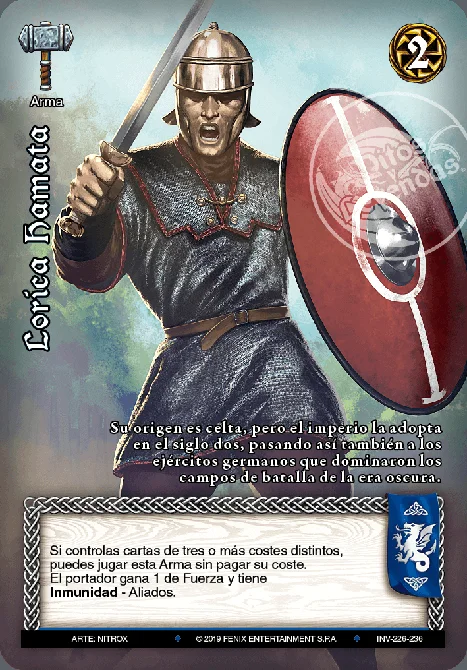 2
Arma
Lorica Hamata
Mitos y Leyendas
Su origen es celta, pero el imperio la adopta
en el siglo dos, pasando así también a los
ejércitos germanos que dominaron los
campos de batalla de la era oscura.
Si controlas cartas de tres o más costes distintos,
puedes jugar esta Arma sin pagar su coste.
El portador gana 1 de Fuerza y tiene
Inmunidad - Aliados.
ARTE: NITROX © 2019 FENIX ENTERTAINMENT S.P.A. INV-226-236